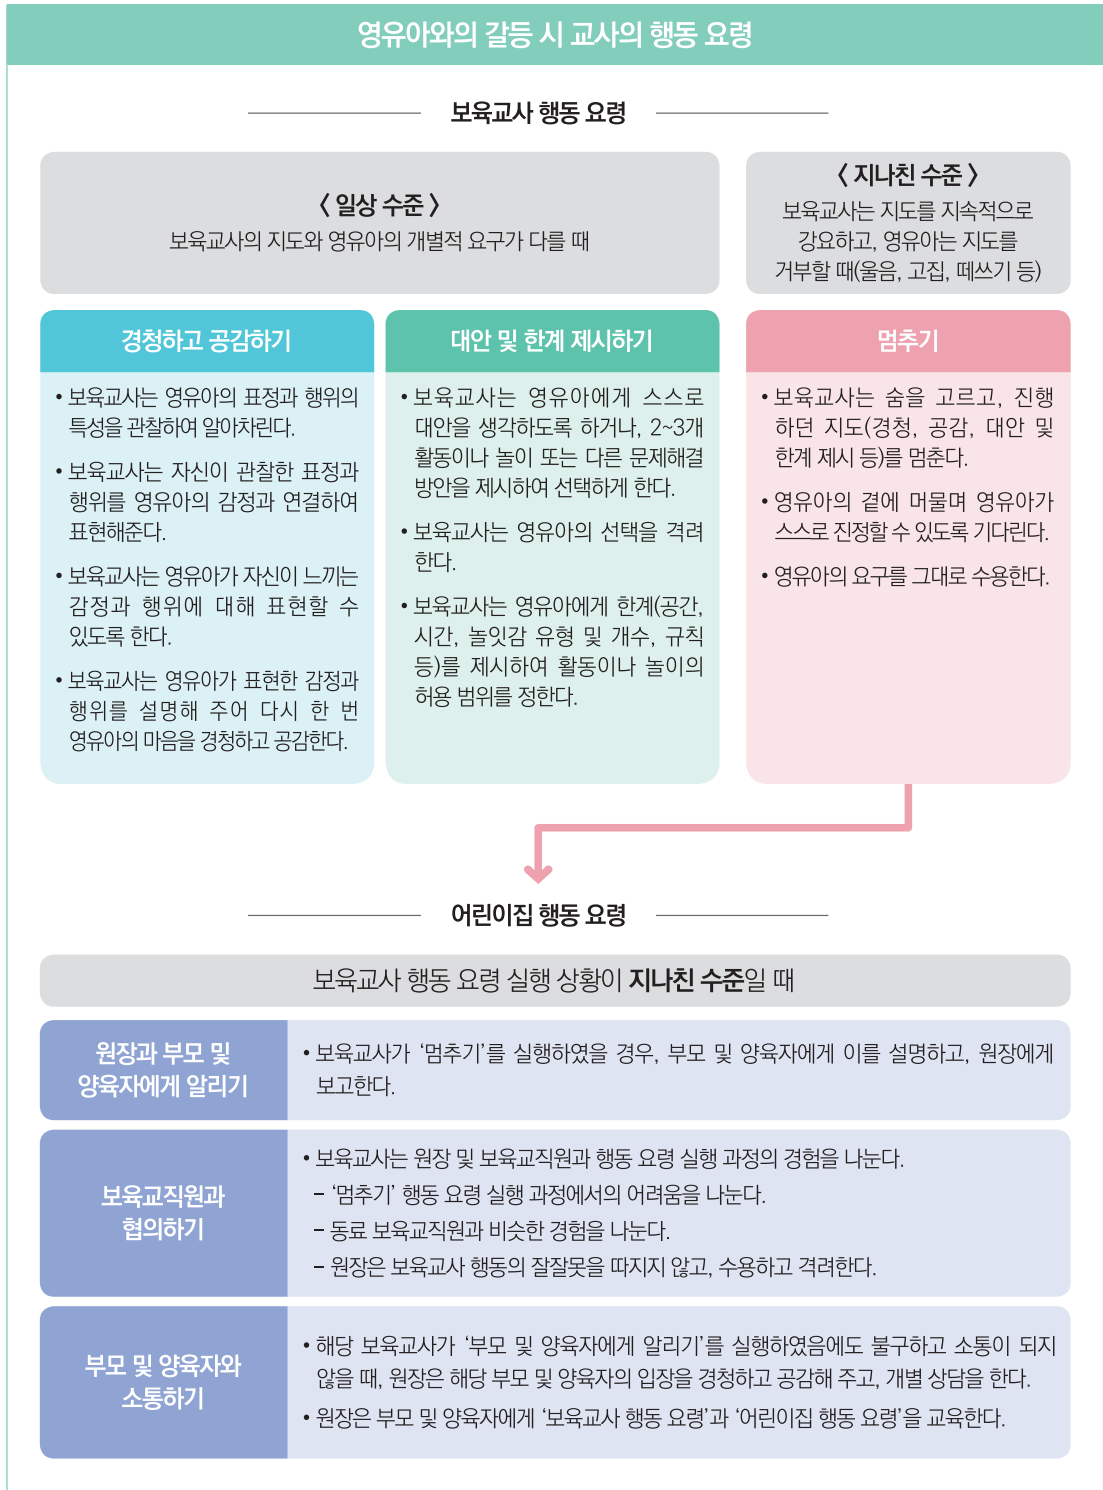 영유아와의 갈등 시 교사의 행동 요령
보육교사 행동 요령
< 일상 수준 >
보육교사의 지도와 영유아의 개별적 요구가 다를 때
< 지나친 수준 >
보육교사는 지도를 지속적으로
강요하고, 영유아는 지도를
거부할 때(울음, 고집, 떼쓰기 등)
경청하고 공감하기
• 보육교사는 영유아의 표정과 행위의
특성을 관찰하여 알아차린다.
• 보육교사는 자신이 관찰한 표정과
행위를 영유아의 감정과 연결하여
표현해준다.
• 보육교사는 영유아가 자신이 느끼는
감정과 행위에 대해 표현할 수
있도록 한다.
• 보육교사는 영유아가 표현한 감정과
행위를 설명해 주어 다시 한 번
영유아의 마음을 경청하고 공감한다.
대안 및 한계 제시하기
• 보육교사는 영유아에게 스스로
대안을 생각하도록 하거나, 2~3개
활동이나 놀이 또는 다른 문제해결
방안을 제시하여 선택하게 한다.
• 보육교사는 영유아의 선택을 격려
한다.
• 보육교사는 영유아에게 한계(공간,
시간, 놀잇감 유형 및 개수, 규칙
등)를 제시하여 활동이나 놀이의
허용 범위를 정한다.
멈추기
• 보육교사는 숨을 고르고, 진행
하던 지도(경청, 공감, 대안 및
한계 제시 등)를 멈춘다.
• 영유아의 곁에 머물며 영유아가
스스로 진정할 수 있도록 기다린다.
• 영유아의 요구를 그대로 수용한다.
어린이집 행동 요령
보육교사 행동 요령 실행 상황이 지나친 수준일 때
원장과 부모 및
양육자에게 알리기
• 보육교사가 ‘멈추기’를 실행하였을 경우, 부모 및 양육자에게 이를 설명하고, 원장에게
보고한다.
보육교직원과
협의하기
• 보육교사는 원장 및 보육교직원과 행동 요령 실행 과정의 경험을 나눈다.
– ‘멈추기’ 행동 요령 실행 과정에서의 어려움을 나눈다.
– 동료 보육교직원과 비슷한 경험을 나눈다.
– 원장은 보육교사 행동의 잘잘못을 따지지 않고, 수용하고 격려한다.
부모 및 양육자와
소통하기
• 해당 보육교사가 ‘부모 및 양육자에게 알리기’를 실행하였음에도 불구하고 소통이 되지
않을 때, 원장은 해당 부모 및 양육자의 입장을 경청하고 공감해 주고, 개별 상담을 한다.
• 원장은 부모 및 양육자에게 ‘보육교사 행동 요령’과 ‘어린이집 행동 요령’을 교육한다.